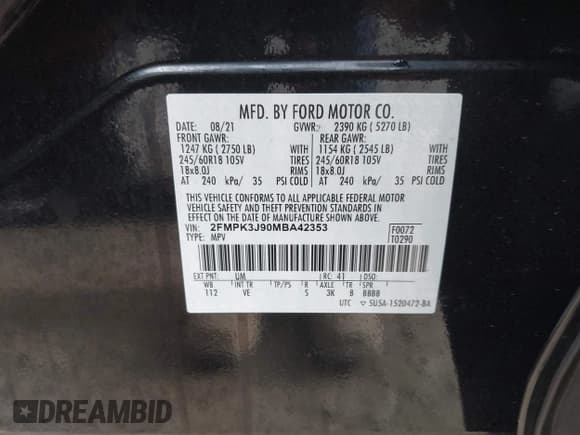 MFD. BY FORD MOTOR CO.
DATE: 08/21 GVWR: 2390 KG ( 5270 LB)
FRONT GAWR: REAR GAWR:
1247 KG ( 2750 LB) WITH 1154 KG ( 2545 LB) WITH
245/60R18 105V TIRES 245/60R18 105V TIRES
18x8.0J RIMS 18x8.0J RIMS
AT 240 kPa/ 35 PSI COLD AT 240 kPa/ 35 PSI COLD
THIS VEHICLE CONFORMS TO ALL APPLICABLE FEDERAL MOTOR
VEHICLE SAFETY AND THEFT PREVENTION STANDARDS IN
EFFECT ON THE DATE OF MANUFACTURE SHOWN ABOVE.
VIN: 2FMPK3J90MBA42353 F0072
TYPE: MPV T0290
EXT PNT: UM RC: 41 DSO:
WB INT TR TP/PS R AXLE TR SPR
112 VE 5 3K 8 BBBB
UTC ▽ 5U5A-1520472-BA
DREAMBID